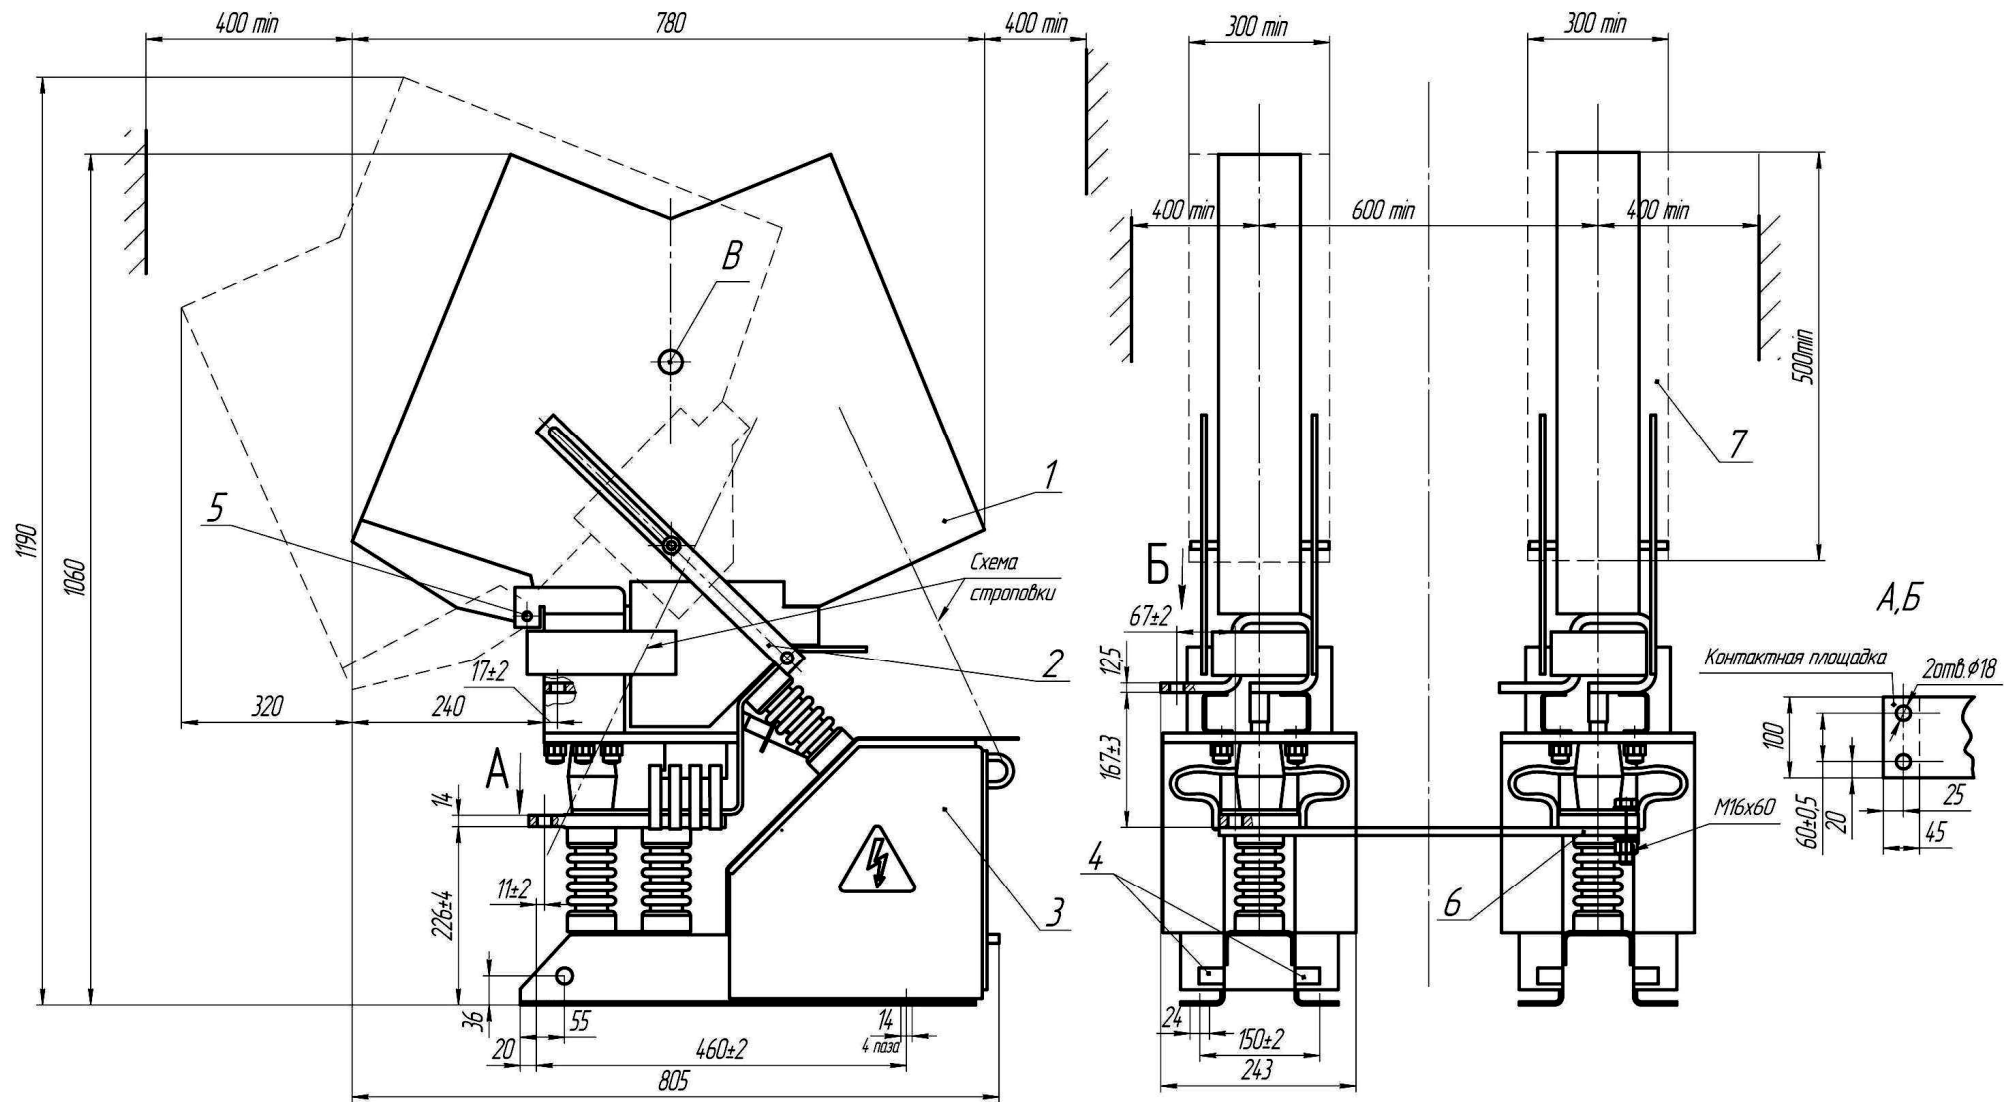 400 min
780
400 min
300 min
300 min
1190
1060
В
400 min
600 min
400 min
500min
7
1
5
Схема
строповки
Б
67±2
12,5
А,Б
Контактная площадка
2отв.ϕ18
2
17±2
320
240
А
14
167±3
100
60±0,5
20
25
45
М16х60
226±4
11±2
3
4
6
36
55
20
460±2
14
4 паза
805
24
150±2
243